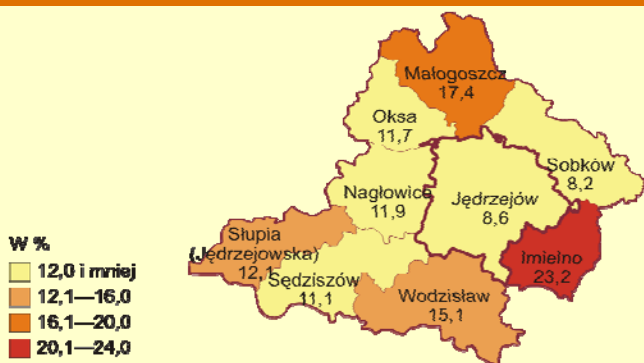 Małogoszcz
17,4
Oksa
11,7
Sobków
8,2
Nagłowice
11,9
Jędrzejów
8,6
Słupia
(Jędrzejowska)
12,1
Imielno
23,2
Sędziszów
11,1
Wodzisław
15,1
W %
12,0 i mniej
12,1—16,0
16,1—20,0
20,1—24,0